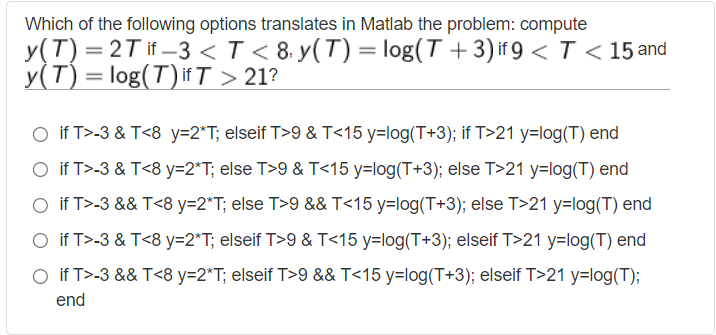 Which of the following options translates in Matlab the problem: compute
y(T) = 2T if –3 < T < 8, y(T) = log(T + 3) if 9 < T < 15 and
y(T) = log(T) if T > 21?
if T>-3 & T<8 y=2*T; elseif T>9 & T<15 y=log(T+3); if T>21 y=log(T) end
if T>-3 & T<8 y=2*T; else T>9 & T<15 y=log(T+3); else T>21 y=log(T) end
if T>-3 && T<8 y=2*T; else T>9 && T<15 y=log(T+3); else T>21 y=log(T) end
if T>-3 & T<8 y=2*T; elseif T>9 & T<15 y=log(T+3); elseif T>21 y=log(T) end
if T>-3 && T<8 y=2*T; elseif T>9 && T<15 y=log(T+3); elseif T>21 y=log(T);
end